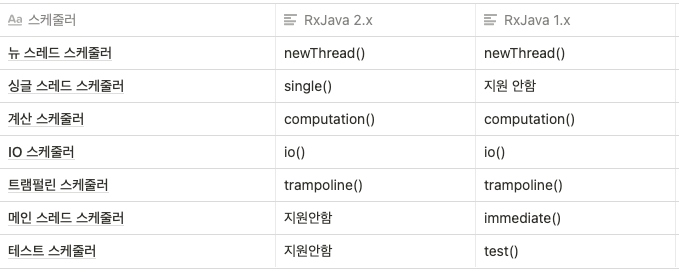 Aa 스케줄러 RxJava 2.x RxJava 1.x
뉴 스레드 스케줄러 newThread() newThread()
싱글 스레드 스케줄러 single() 지원 안함
계산 스케줄러 computation() computation()
IO 스케줄러 io() io()
트램펄린 스케줄러 trampoline() trampoline()
메인 스레드 스케줄러 지원안함 immediate()
테스트 스케줄러 지원안함 test()